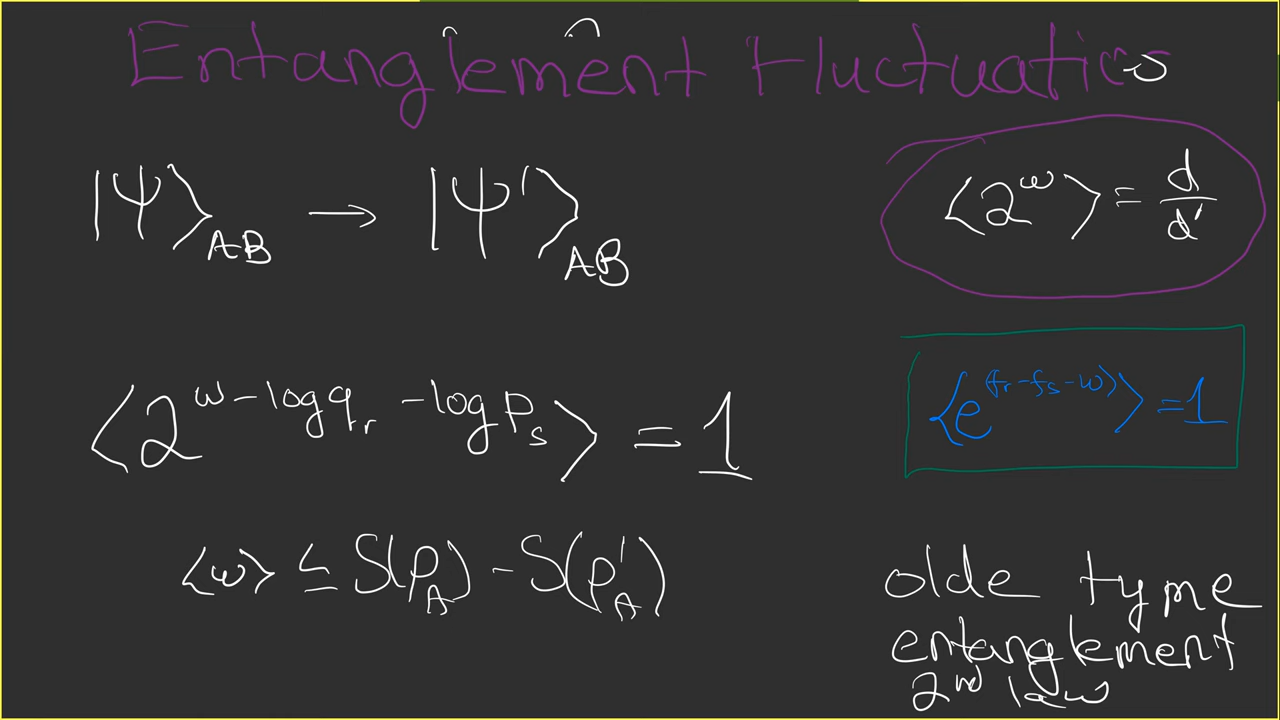 Entanglement Fluctuatics
|Ψ⟩_AB → |Ψ'⟩_AB
⟨2^w⟩ = d/d'
⟨2^{w - log q_r - log p_s}⟩ = 1
⟨e^{(f_r - f_s - w)}⟩ = 1
⟨w⟩ ≤ S(ρ_A) - S(ρ'_A)
olde tyme
entanglement
2nd law